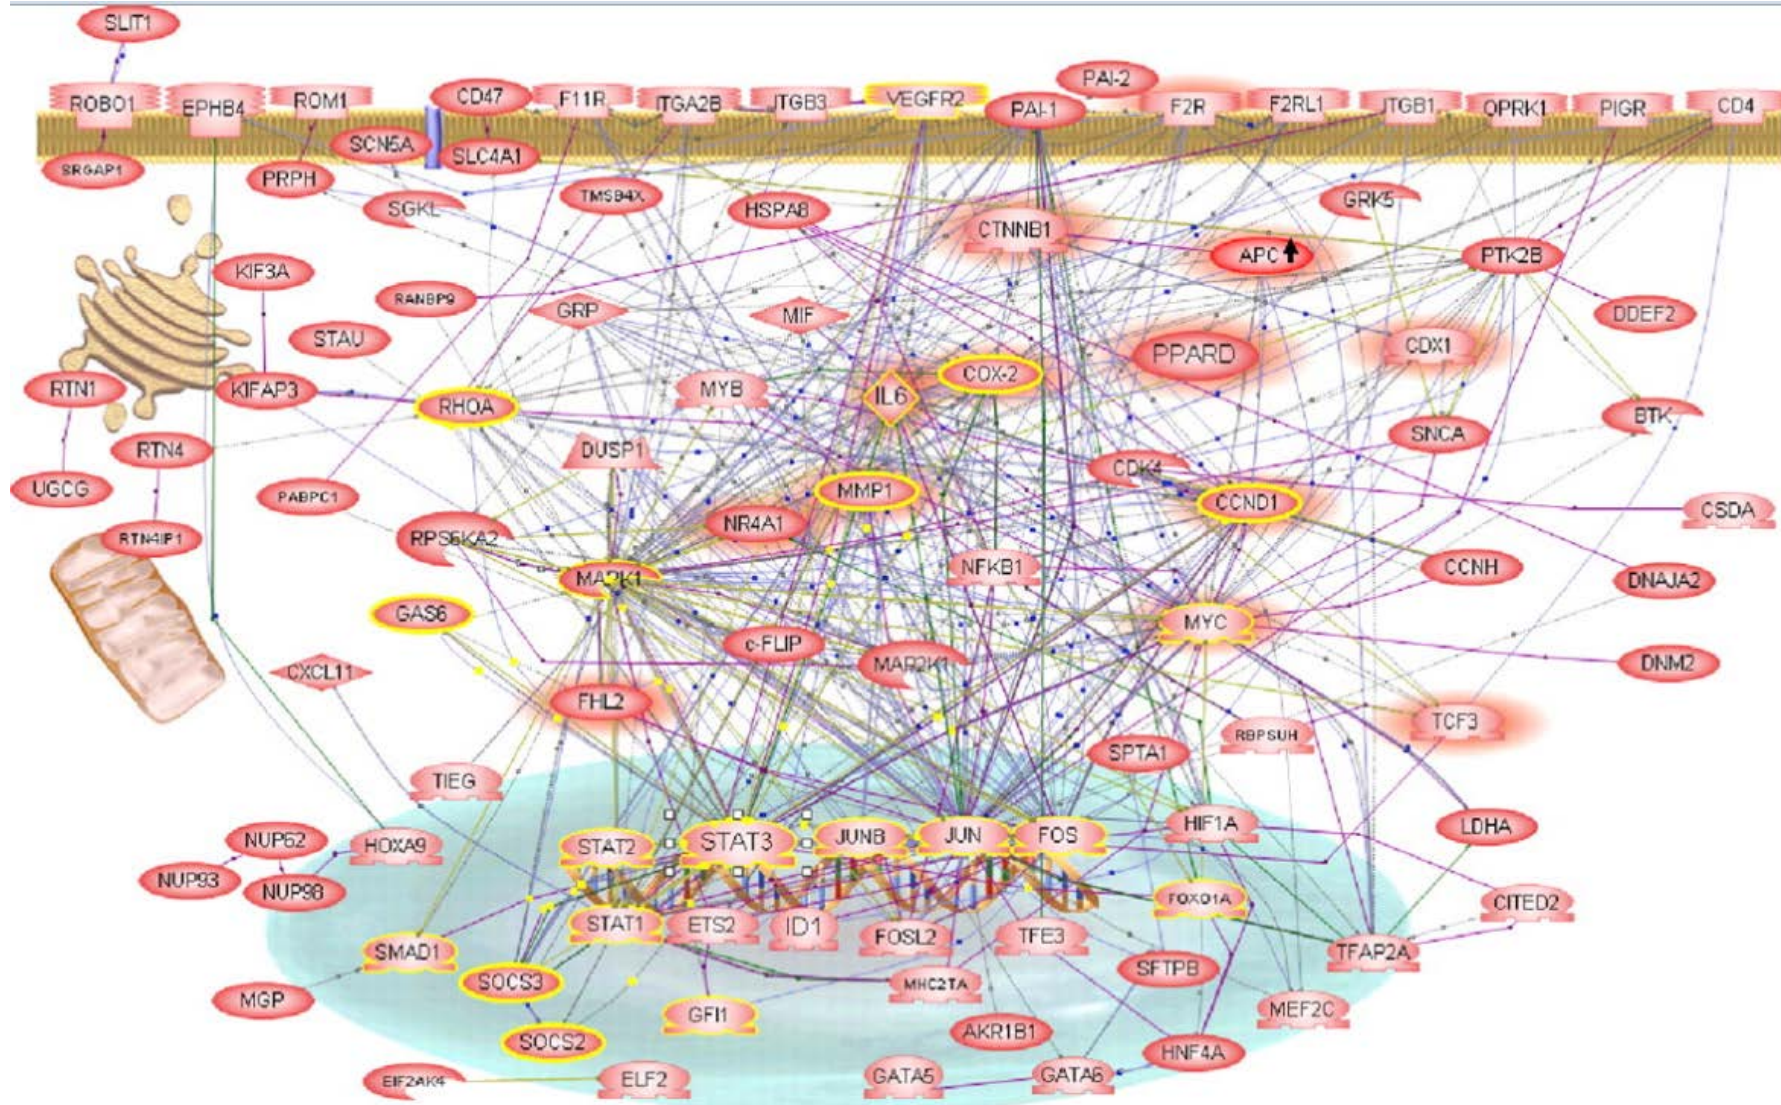 SLIT1
PAI-2
ROBO1
EPHB4
ROM1
CD47
F11R
ITGA2B
ITGB3
VEGFR2
PAI-1
F2R
F2RL1
ITGB1
OPRK1
PIGR
CD4
SCN5A
SLC4A1
SRGAP1
PRPH
TMSB4X
SGKL
HSPA8
GRK5
CTNNB1
APC
PTK2B
KIF3A
RANBP9
GRP
MIF
DDEF2
STAU
PPARD
CDX1
RTN1
KIFAP3
RHOA
MYB
IL6
COX-2
BTK
SNCA
RTN4
DUSP1
CDK4
UGCG
PABPC1
MMP1
CCND1
CSDA
RTN4IP1
RPS6KA2
NR4A1
MAPK1
NFKB1
CCNH
DNAJA2
GAS6
MYC
c-FLIP
MAP2K1
DNM2
CXCL11
FHL2
TCF3
RBPSUH
SPTA1
TIEG
HIF1A
LDHA
NUP62
HOXA9
STAT2
STAT3
JUNB
JUN
FOS
NUP93
NUP98
FOXO1A
CITED2
STAT1
ETS2
ID1
FOSL2
TFE3
SMAD1
TFAP2A
SOCS3
MHC2TA
SFTPB
MGP
GFI1
MEF2C
SOCS2
AKR1B1
HNF4A
EIF2AK4
ELF2
GATA5
GATA6